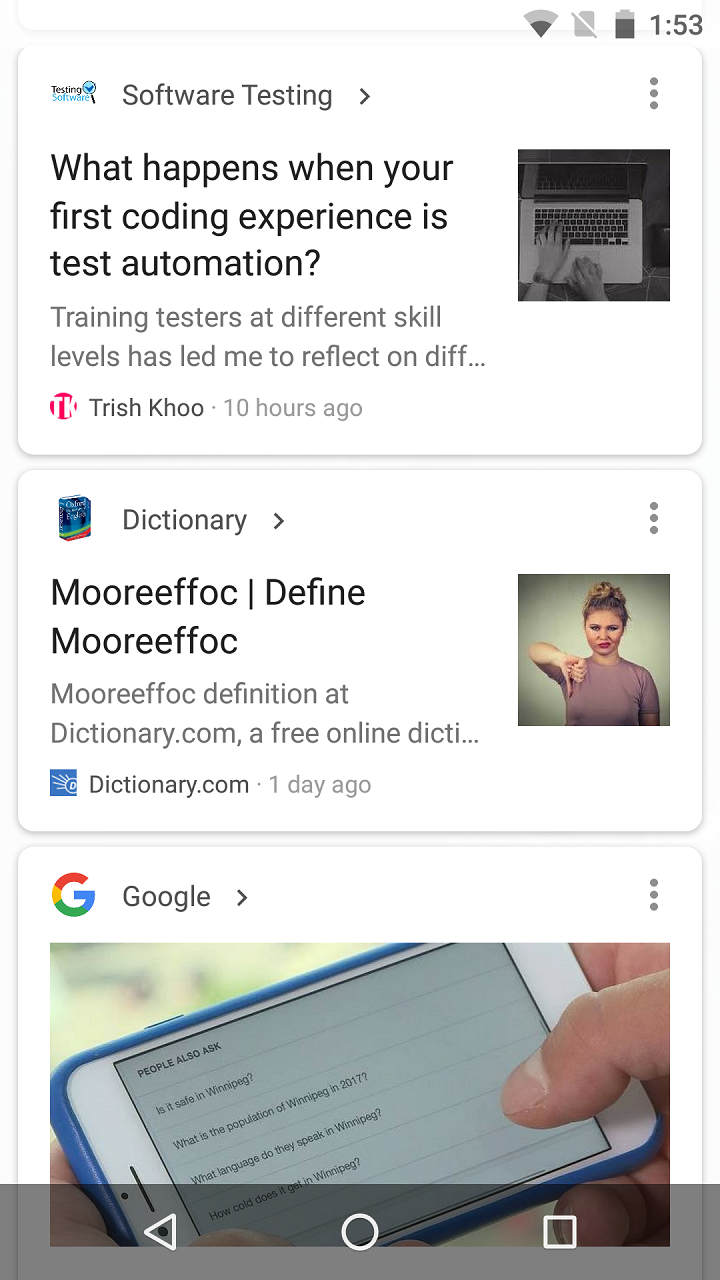 1:53
Testing
Software
Software Testing
What happens when your
first coding experience is
test automation?
Training testers at different skill
levels has led me to reflect on diff...
TK
Trish Khoo · 10 hours ago
Oxford
English
Dictionary
Mooreeffoc | Define
Mooreeffoc
Mooreeffoc definition at
Dictionary.com, a free online dicti...
Dictionary.com · 1 day ago
G
Google
PEOPLE ALSO ASK
Is it safe in Winnipeg?
What is the population of Winnipeg in 2017?
What language do they speak in Winnipeg?
How cold does it get in Winnipeg?